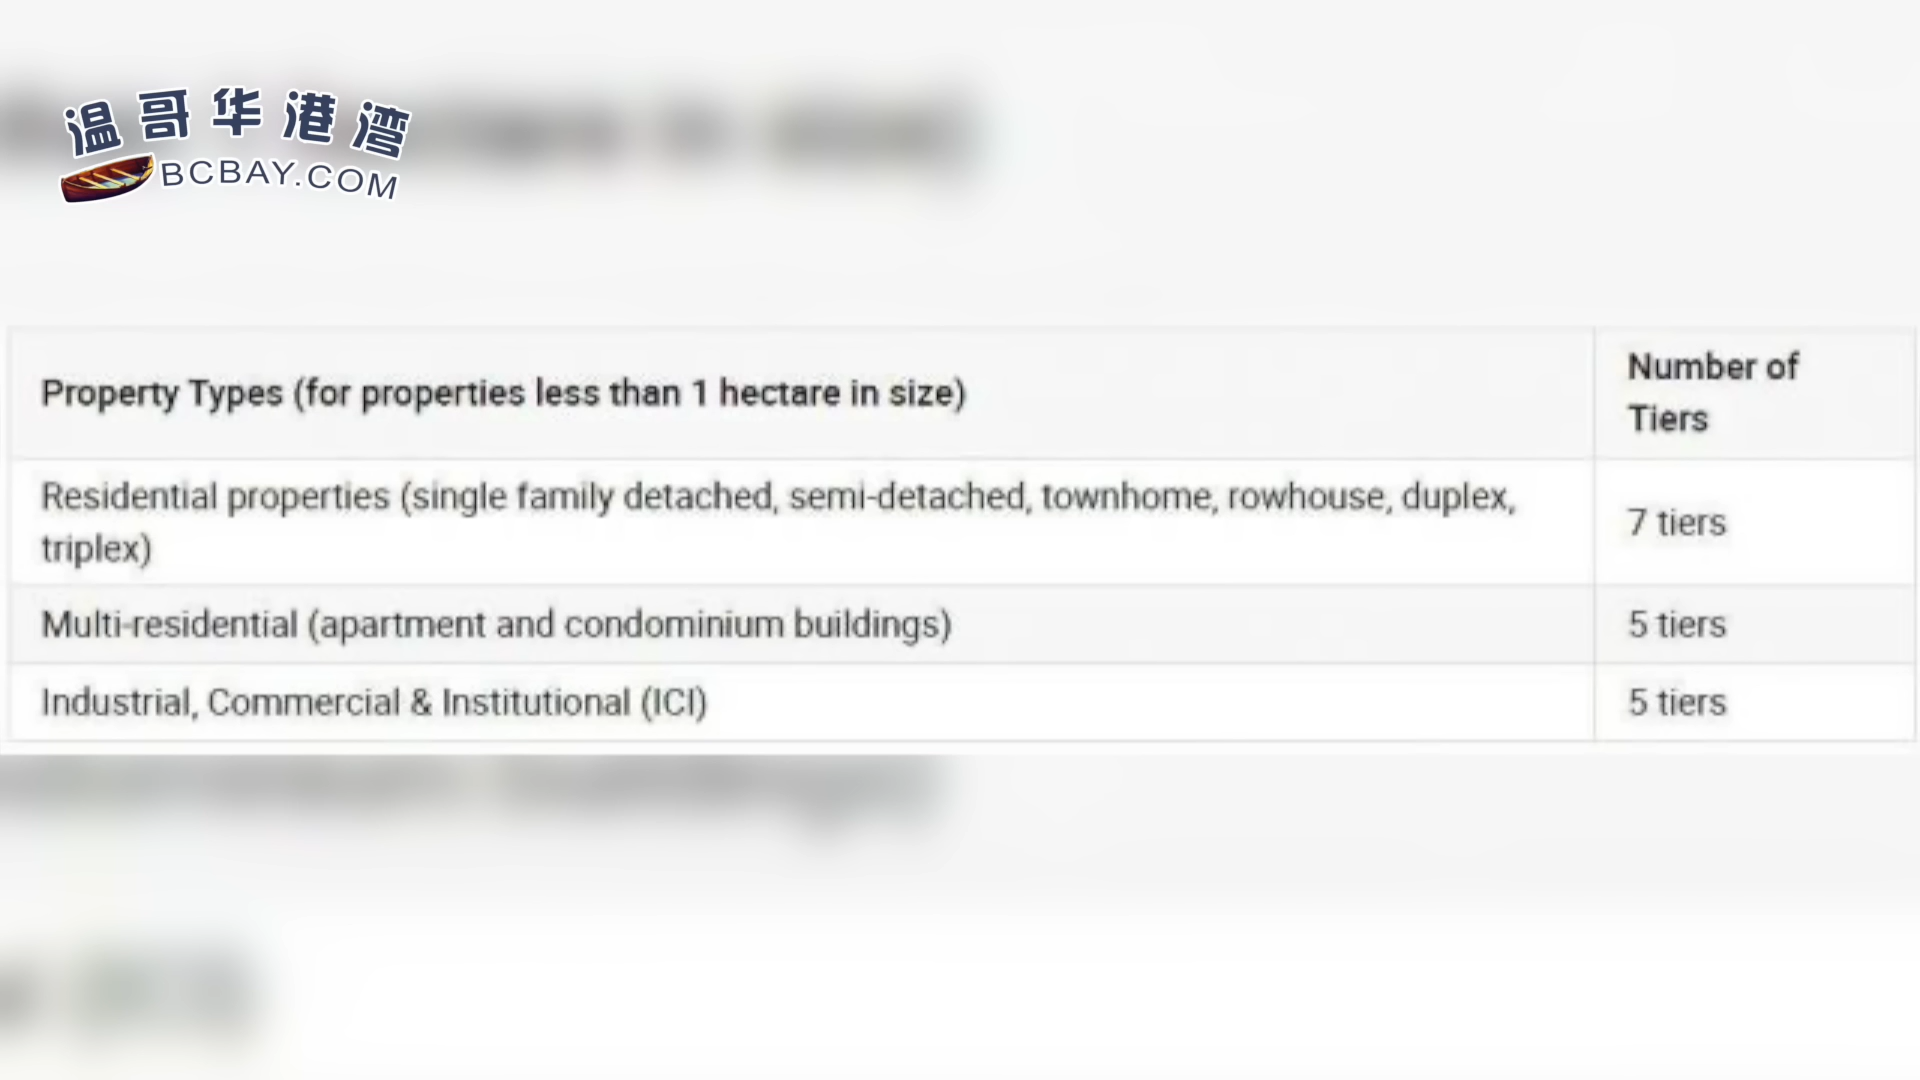 温哥华港湾
BCBAY.COM
Property Types (for properties less than 1 hectare in size)
Number of
Tiers
Residential properties (single family detached, semi-detached, townhome, rowhouse, duplex,
triplex)
7 tiers
Multi-residential (apartment and condominium buildings)
5 tiers
Industrial, Commercial & Institutional (ICI)
5 tiers